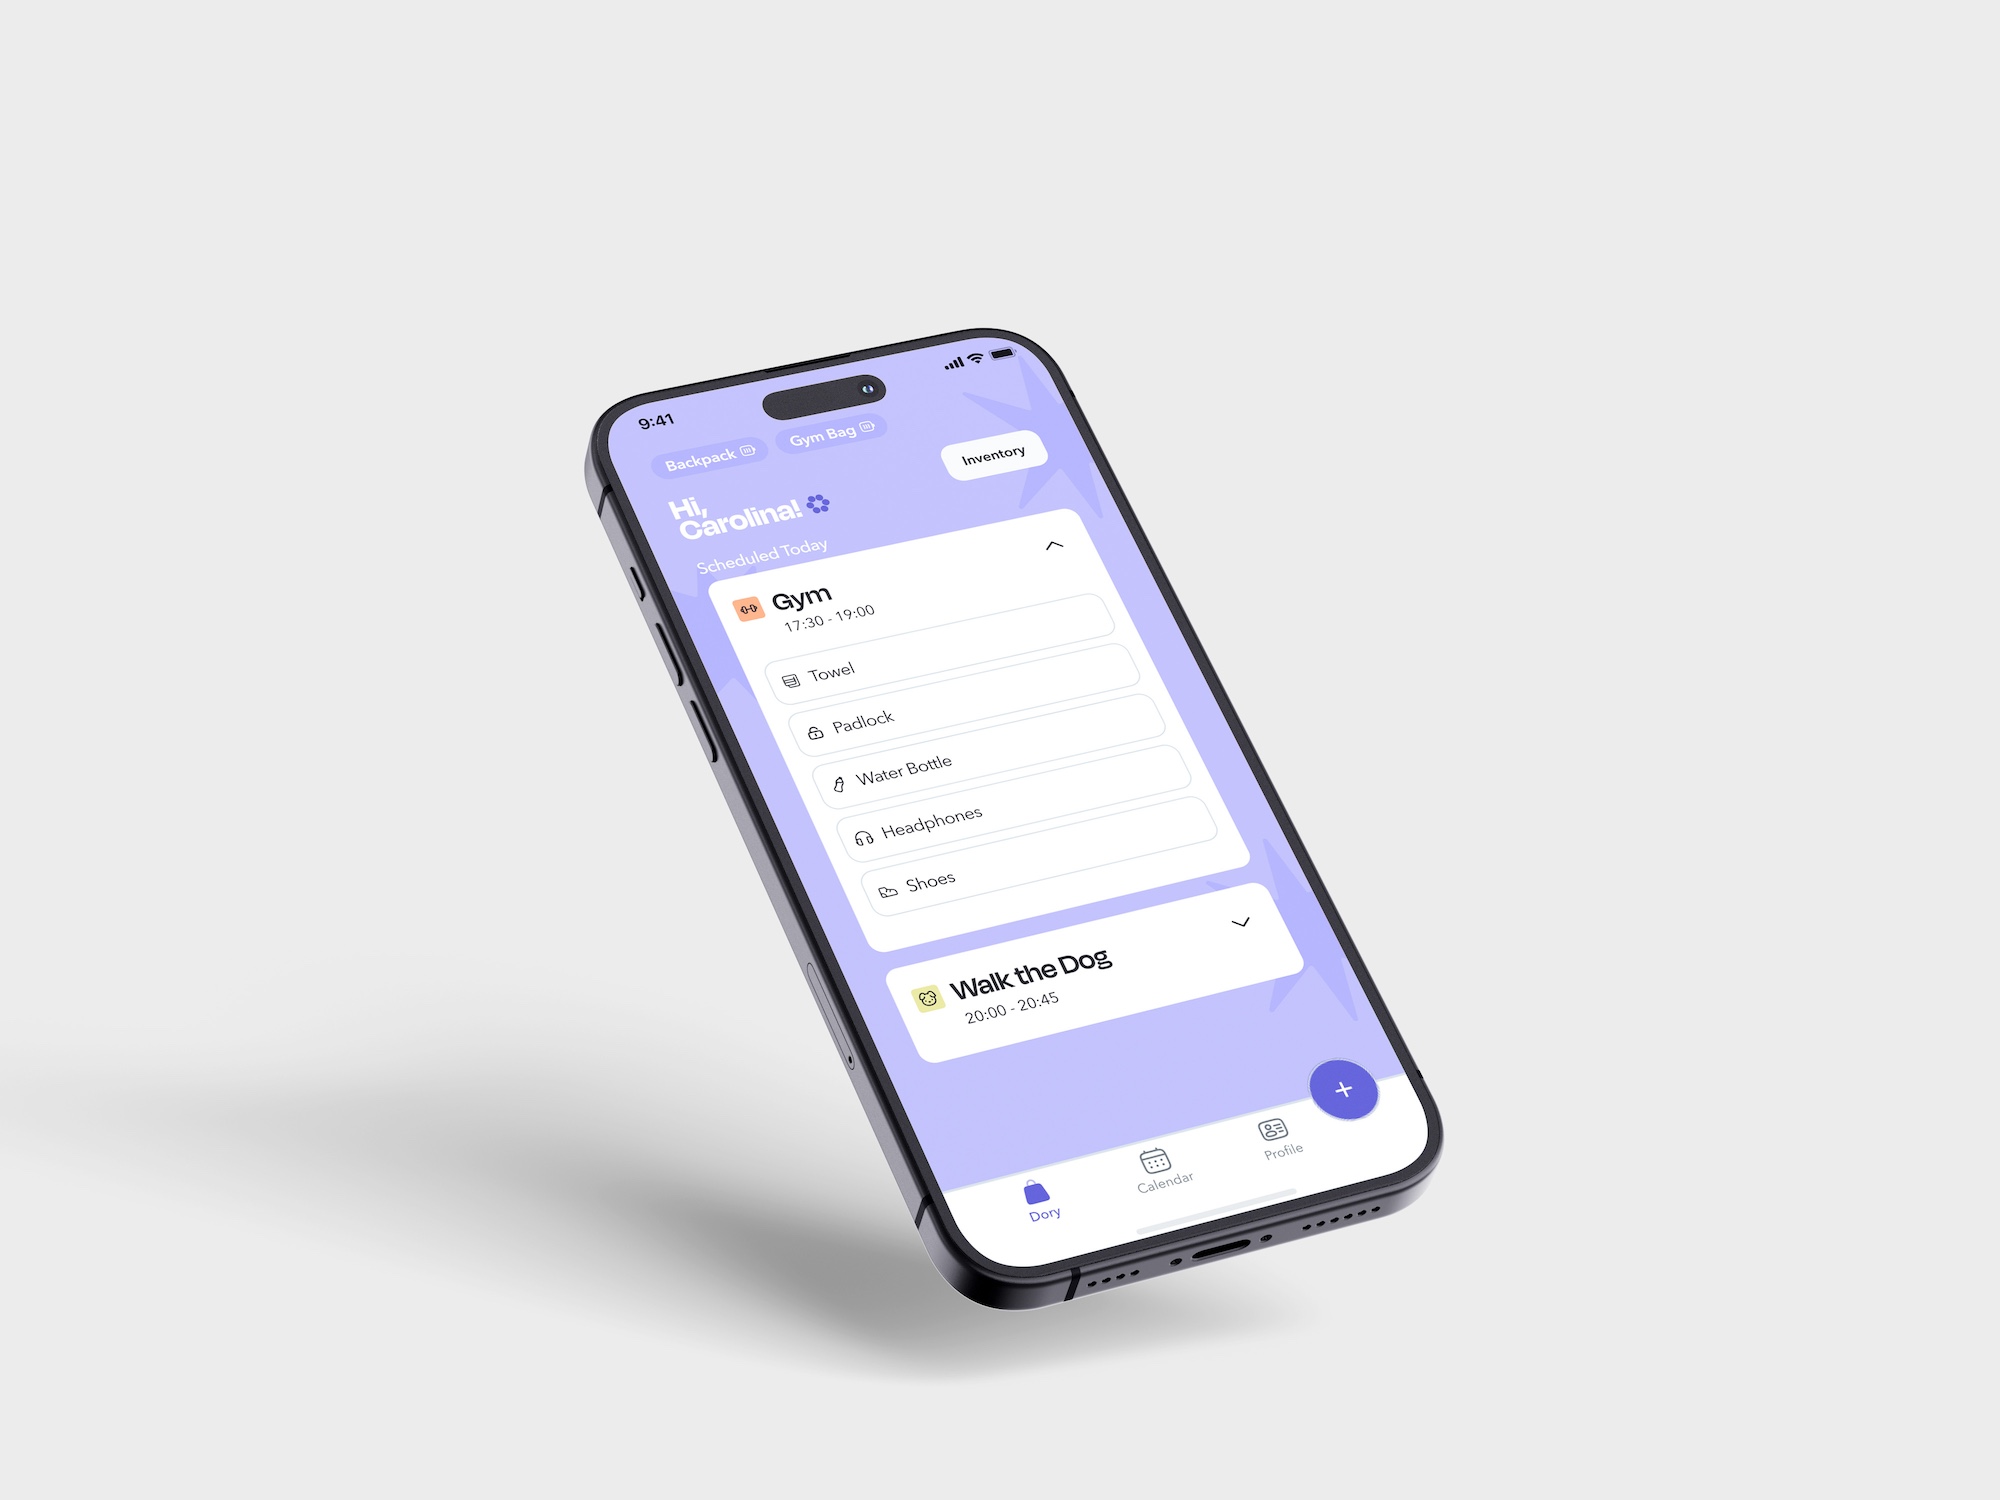 9:41
Backpack
Gym Bag
Inventory
Hi,
Carolina!
Scheduled Today
Gym
17:30 - 19:00
Towel
Padlock
Water Bottle
Headphones
Shoes
Walk the Dog
20:00 - 20:45
+
Dory
Calendar
Profile